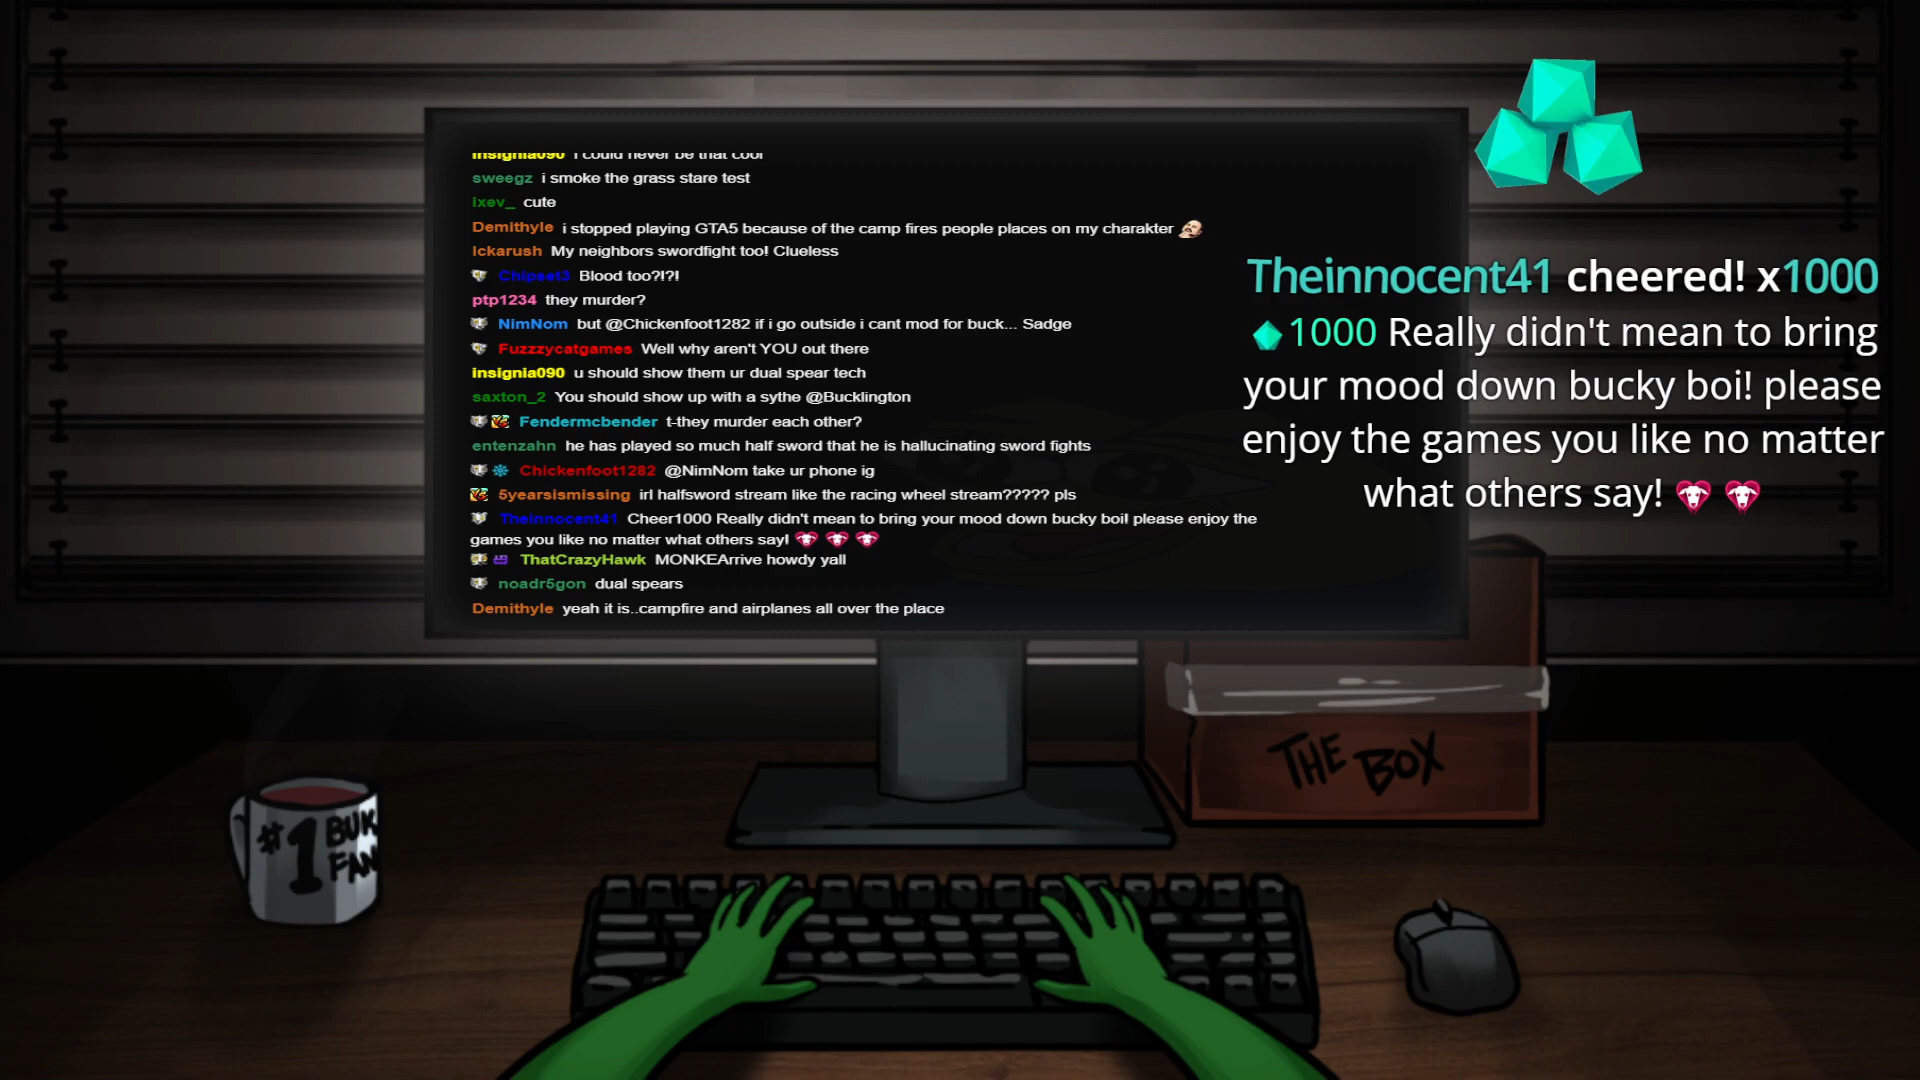 insignia090 i could never be that cool
sweegz i smoke the grass stare test
ixev_ cute
Demithyle i stopped playing GTA5 because of the camp fires people places on my charakter
Ickarush My neighbors swordfight too! Clueless
Chipset3 Blood too?!?!
ptp1234 they murder?
NimNom but @Chickenfoot1282 if i go outside i cant mod for buck... Sadge
Fuzzzycatgames Well why aren't YOU out there
insignia090 u should show them ur dual spear tech
saxton_2 You should show up with a sythe @Bucklington
Fendermcbender t-they murder each other?
entenzahn he has played so much half sword that he is hallucinating sword fights
Chickenfoot1282 @NimNom take ur phone ig
5yearsismissing irl halfsword stream like the racing wheel stream????? pls
Theinnocent41 Cheer1000 Really didn't mean to bring your mood down bucky boi! please enjoy the
games you like no matter what others say!
ThatCrazyHawk MONKEArrive howdy yall
noadr5gon dual spears
Demithyle yeah it is..campfire and airplanes all over the place
Theinnocent41 cheered! x1000
1000 Really didn't mean to bring
your mood down bucky boi! please
enjoy the games you like no matter
what others say!
THE BOX
#1 BUK
FAN